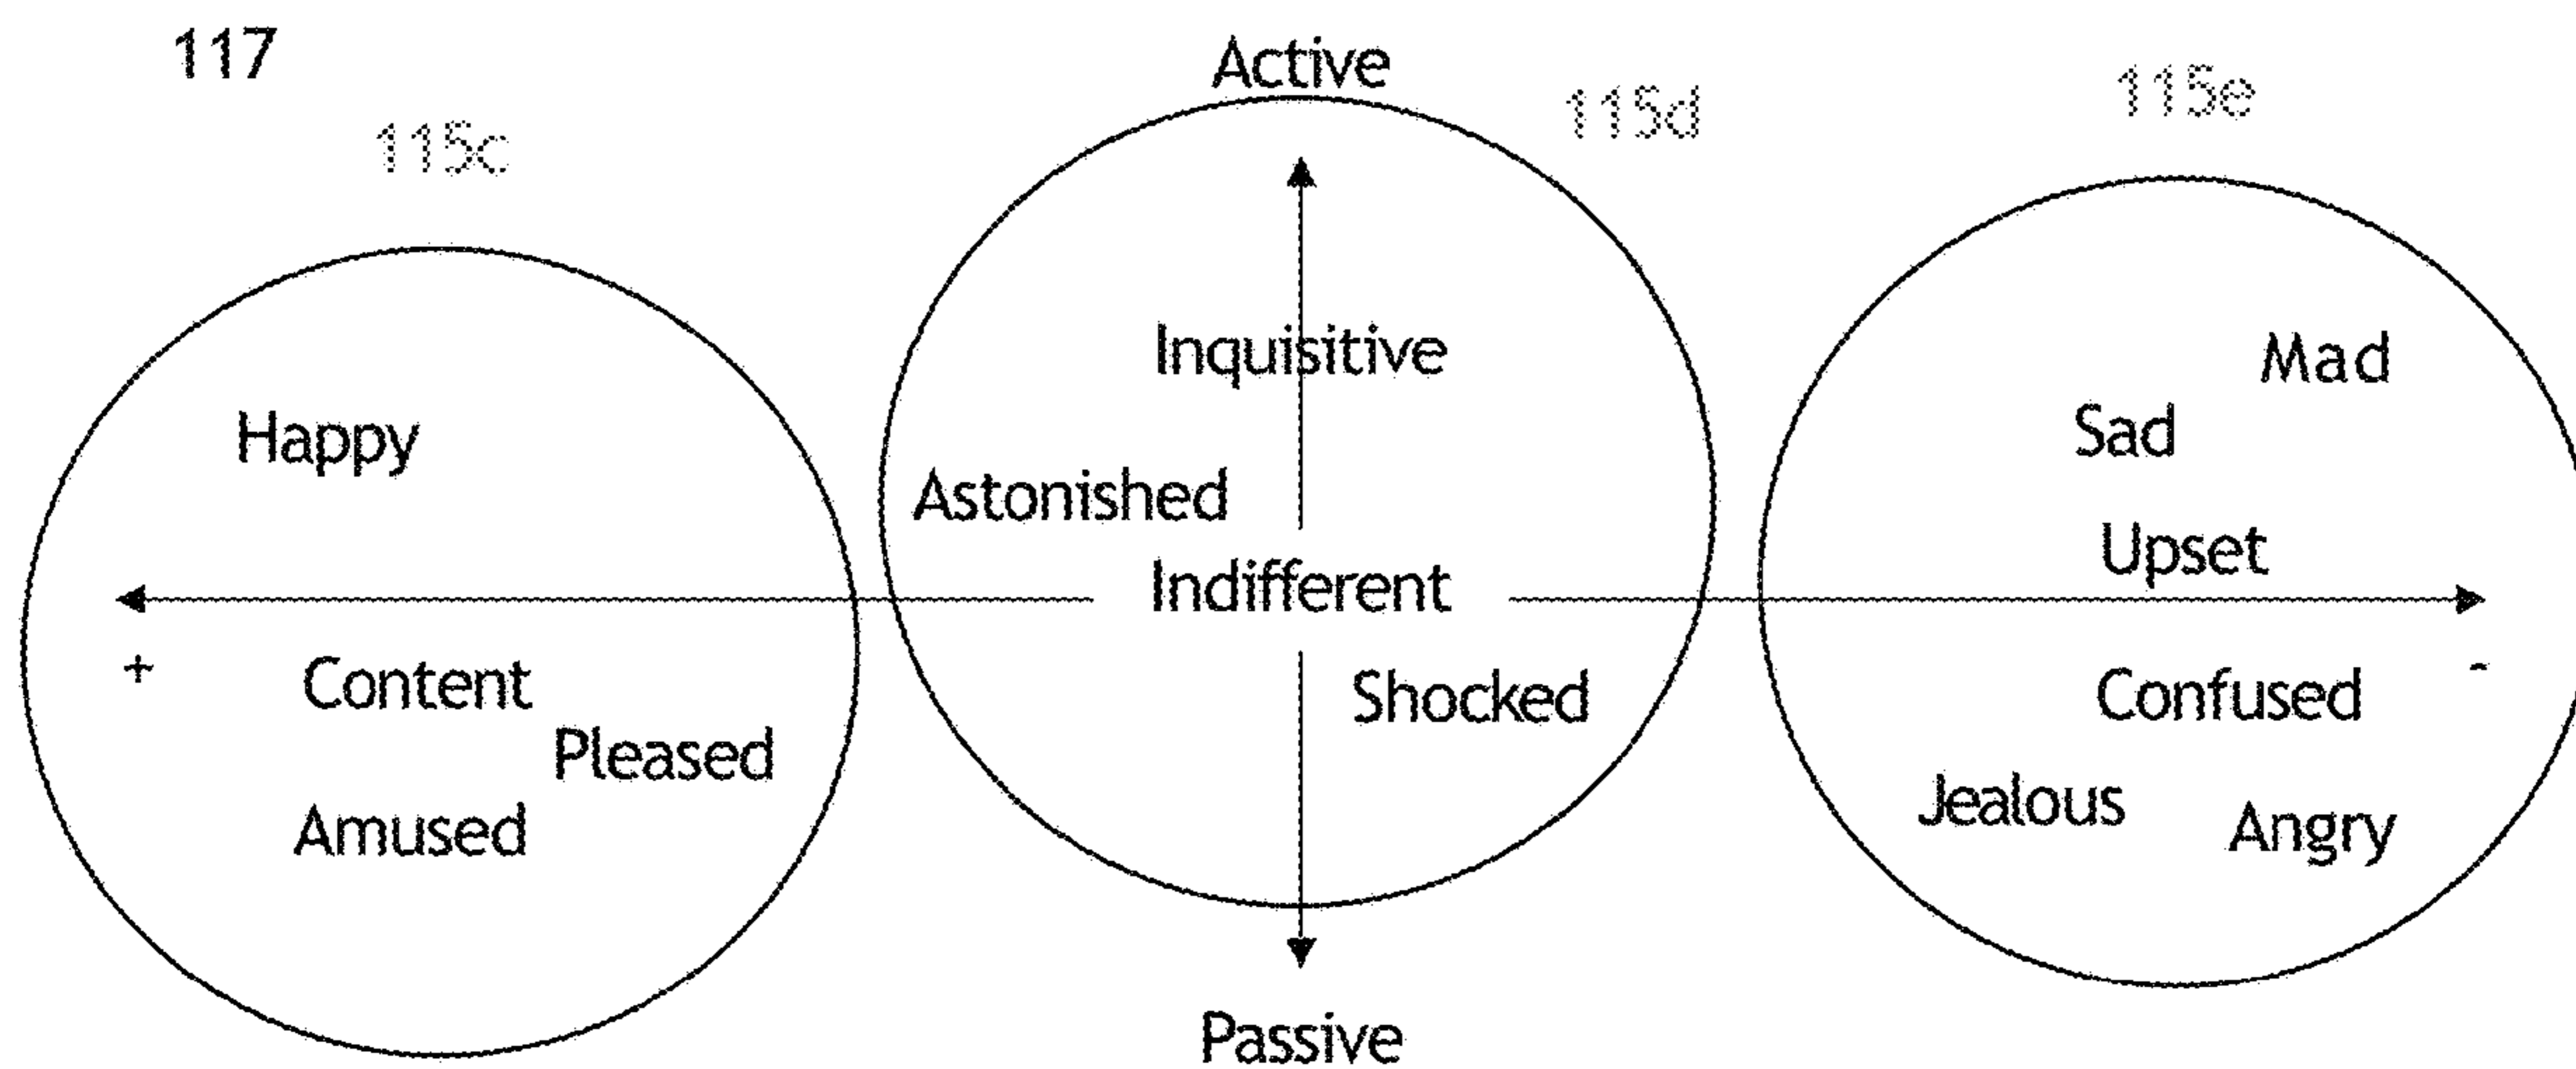 117
Active
115c
115d
115e
Happy
Inquisitive
Astonished
Indifferent
Shocked
Mad
Sad
Upset
+
Content
Pleased
Amused
-
Confused
Jealous
Angry
Passive